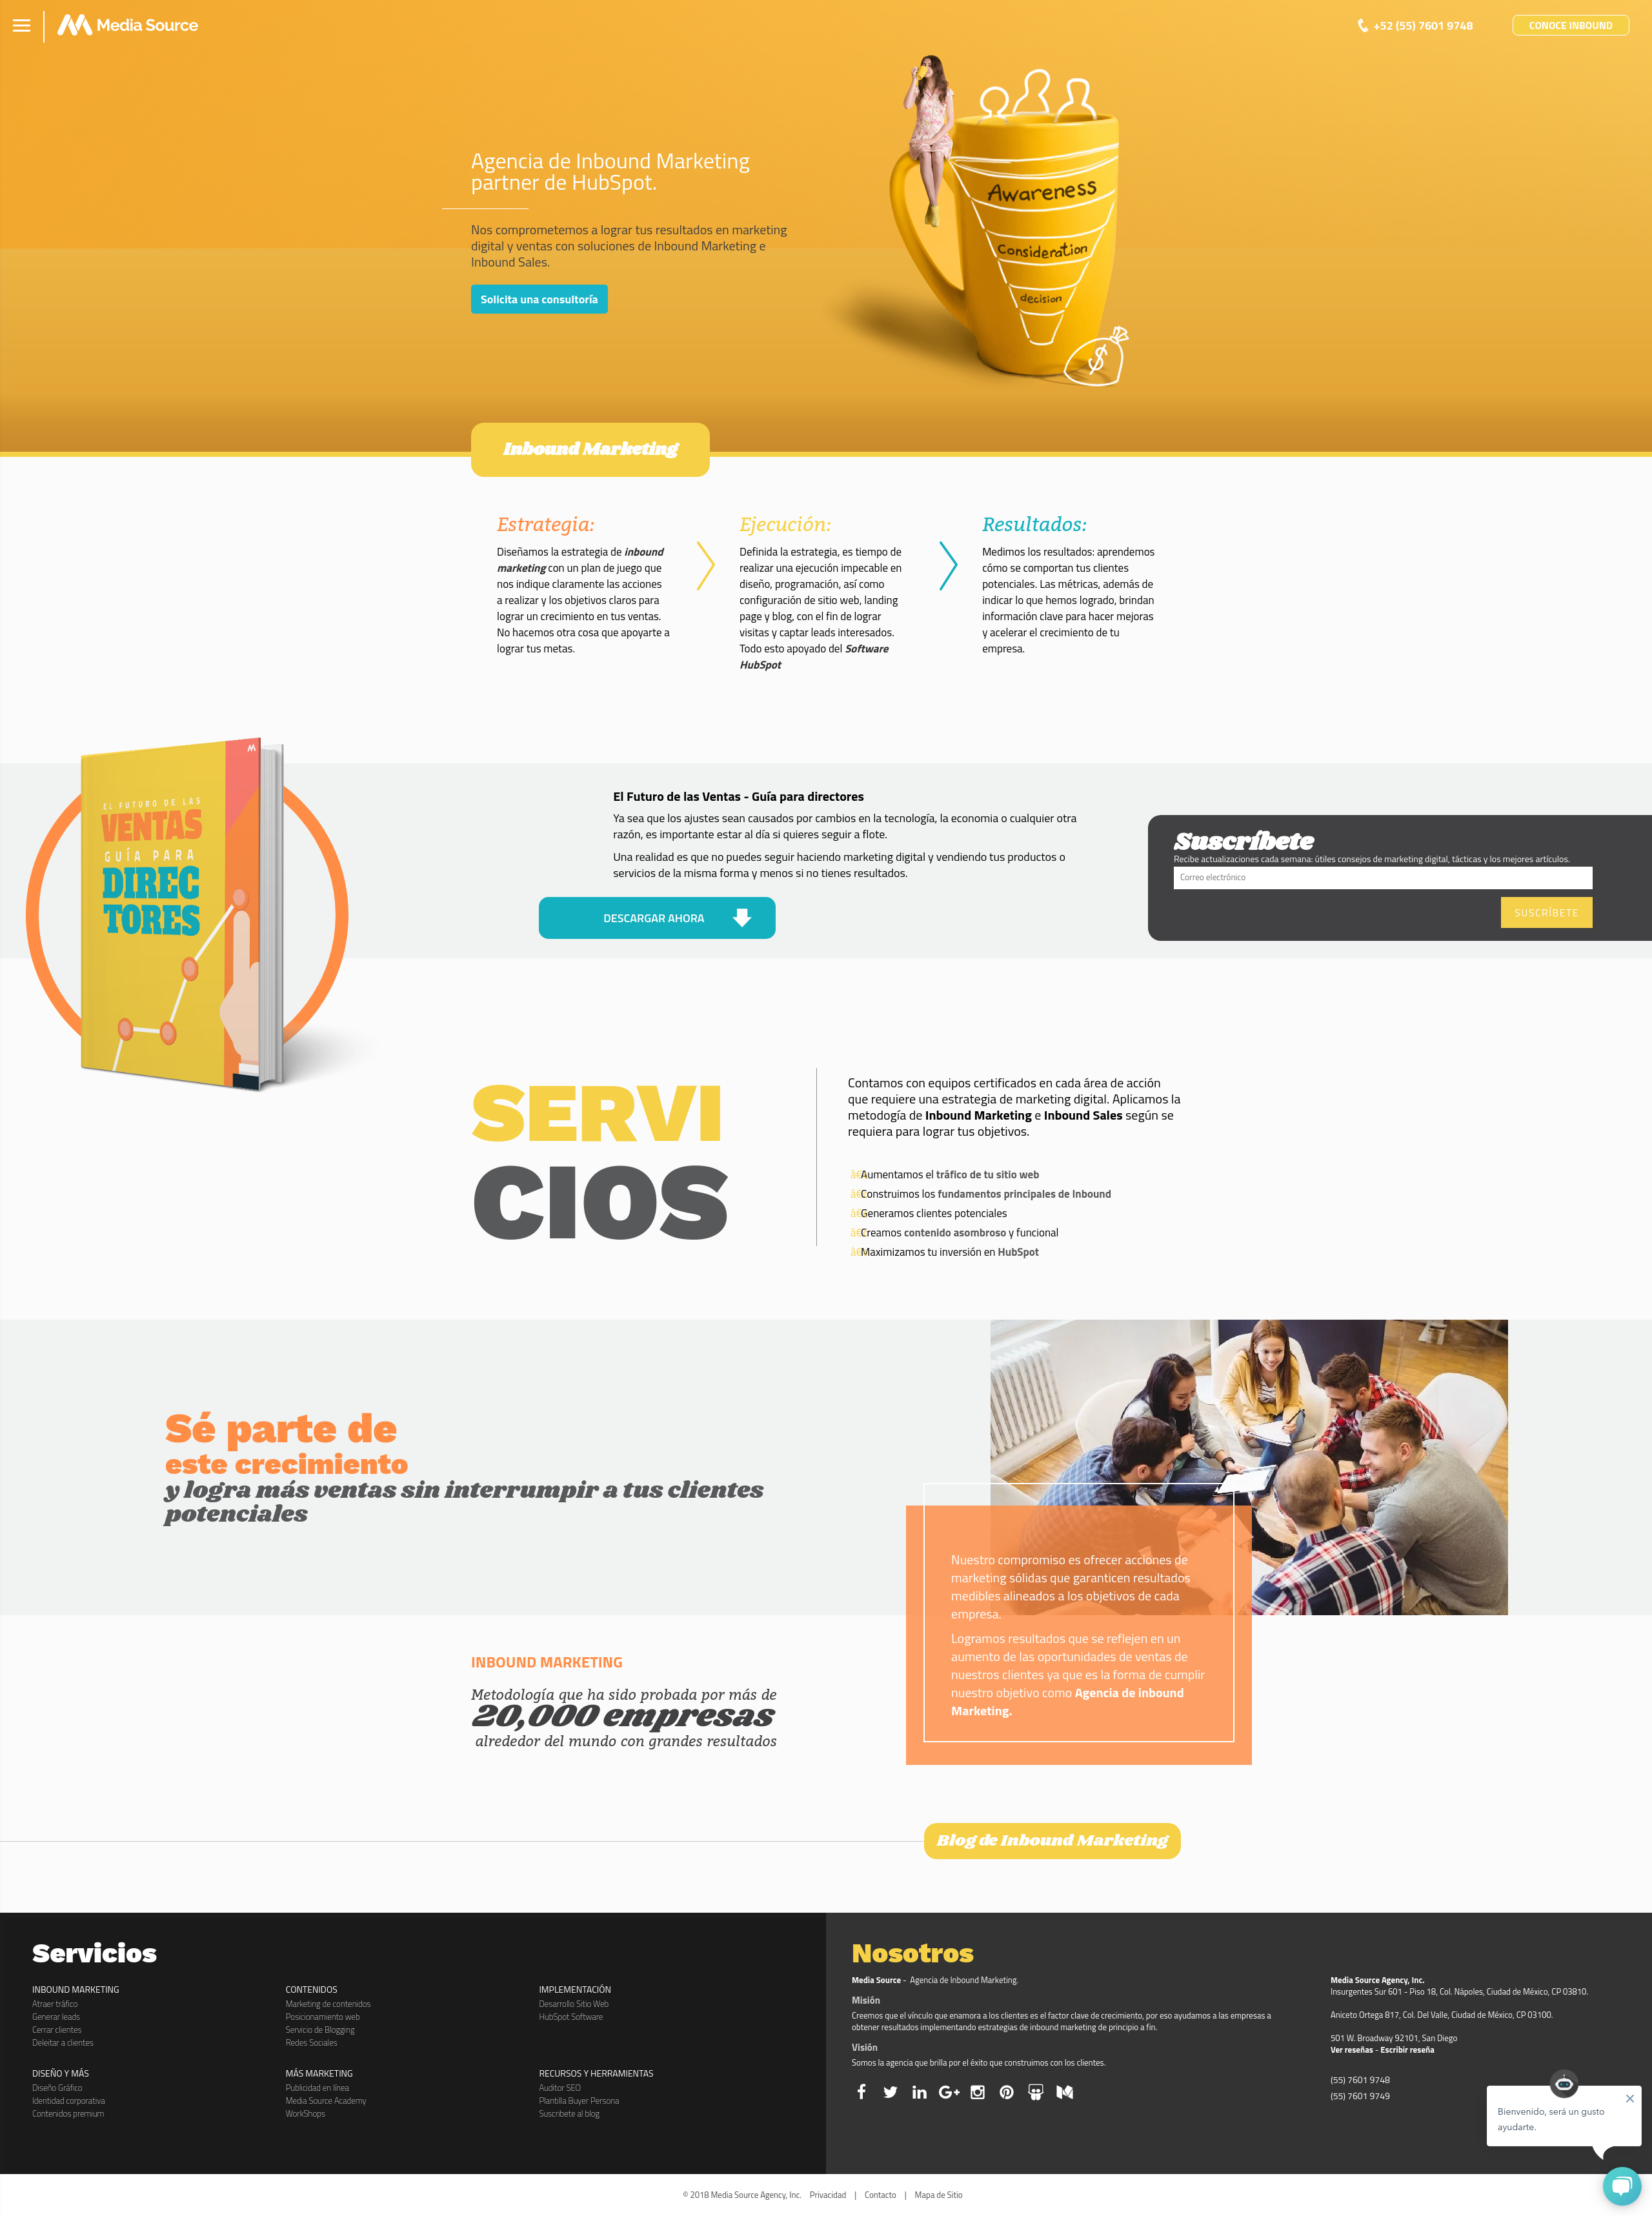 Media Source
+52 (55) 7601 9748
CONOCE INBOUND
Agencia de Inbound Marketing
partner de HubSpot.
Nos comprometemos a lograr tus resultados en marketing
digital y ventas con soluciones de Inbound Marketing e
Inbound Sales.
Solicita una consultoría
Awareness
Consideration
decision
$
Inbound Marketing
Estrategia:
Diseñamos la estrategia de inbound
marketing con un plan de juego que
nos indique claramente las acciones
a realizar y los objetivos claros para
lograr un crecimiento en tus ventas.
No hacemos otra cosa que apoyarte a
lograr tus metas.
Ejecución:
Definida la estrategia, es tiempo de
realizar una ejecución impecable en
diseño, programación, así como
configuración de sitio web, landing
page y blog, con el fin de lograr
visitas y captar leads interesados.
Todo esto apoyado del Software
HubSpot
Resultados:
Medimos los resultados: aprendemos
cómo se comportan tus clientes
potenciales. Las métricas, además de
indicar lo que hemos logrado, brindan
información clave para hacer mejoras
y acelerar el crecimiento de tu
empresa.
EL FUTURO DE LAS
VENTAS
GUÍA PARA
DIREC
TORES
El Futuro de las Ventas - Guía para directores
Ya sea que los ajustes sean causados por cambios en la tecnología, la economia o cualquier otra
razón, es importante estar al día si quieres seguir a flote.
Una realidad es que no puedes seguir haciendo marketing digital y vendiendo tus productos o
servicios de la misma forma y menos si no tienes resultados.
DESCARGAR AHORA
Suscríbete
Recibe actualizaciones cada semana: útiles consejos de marketing digital, tácticas y los mejores artículos.
Correo electrónico
SUSCRÍBETE
SERVI
CIOS
Contamos con equipos certificados en cada área de acción
que requiere una estrategia de marketing digital. Aplicamos la
metodogía de Inbound Marketing e Inbound Sales según se
requiera para lograr tus objetivos.
Aumentamos el tráfico de tu sitio web
Construimos los fundamentos principales de Inbound
Generamos clientes potenciales
Creamos contenido asombroso y funcional
Maximizamos tu inversión en HubSpot
Sé parte de
este crecimiento
y logra más ventas sin interrumpir a tus clientes
potenciales
Nuestro compromiso es ofrecer acciones de
marketing sólidas que garanticen resultados
medibles alineados a los objetivos de cada
empresa.
Logramos resultados que se reflejen en un
aumento de las oportunidades de ventas de
nuestros clientes ya que es la forma de cumplir
nuestro objetivo como Agencia de inbound
Marketing.
INBOUND MARKETING
Metodología que ha sido probada por más de
20,000 empresas
alrededor del mundo con grandes resultados
Blog de Inbound Marketing
Servicios
INBOUND MARKETING
Atraer tráfico
Generar leads
Cerrar clientes
Deleitar a clientes
CONTENIDOS
Marketing de contenidos
Posicionamiento web
Servicio de Blogging
Redes Sociales
IMPLEMENTACIÓN
Desarrollo Sitio Web
HubSpot Software
DISEÑO Y MÁS
Diseño Gráfico
Identidad corporativa
Contenidos premium
MÁS MARKETING
Publicidad en línea
Media Source Academy
WorkShops
RECURSOS Y HERRAMIENTAS
Auditor SEO
Plantilla Buyer Persona
Suscríbete al blog
Nosotros
Media Source - Agencia de Inbound Marketing.
Misión
Creemos que el vínculo que enamora a los clientes es el factor clave de crecimiento, por eso ayudamos a las empresas a
obtener resultados implementando estrategias de inbound marketing de principio a fin.
Visión
Somos la agencia que brilla por el éxito que construimos con los clientes.
Media Source Agency, Inc.
Insurgentes Sur 601 - Piso 18, Col. Nápoles, Ciudad de México, CP 03810.
Aniceto Ortega 817, Col. Del Valle, Ciudad de México, CP 03100.
501 W. Broadway 92101, San Diego
Ver reseñas - Escribir reseña
(55) 7601 9748
(55) 7601 9749
Bienvenido, será un gusto
ayudarte.
© 2018 Media Source Agency, Inc. Privacidad | Contacto | Mapa de Sitio